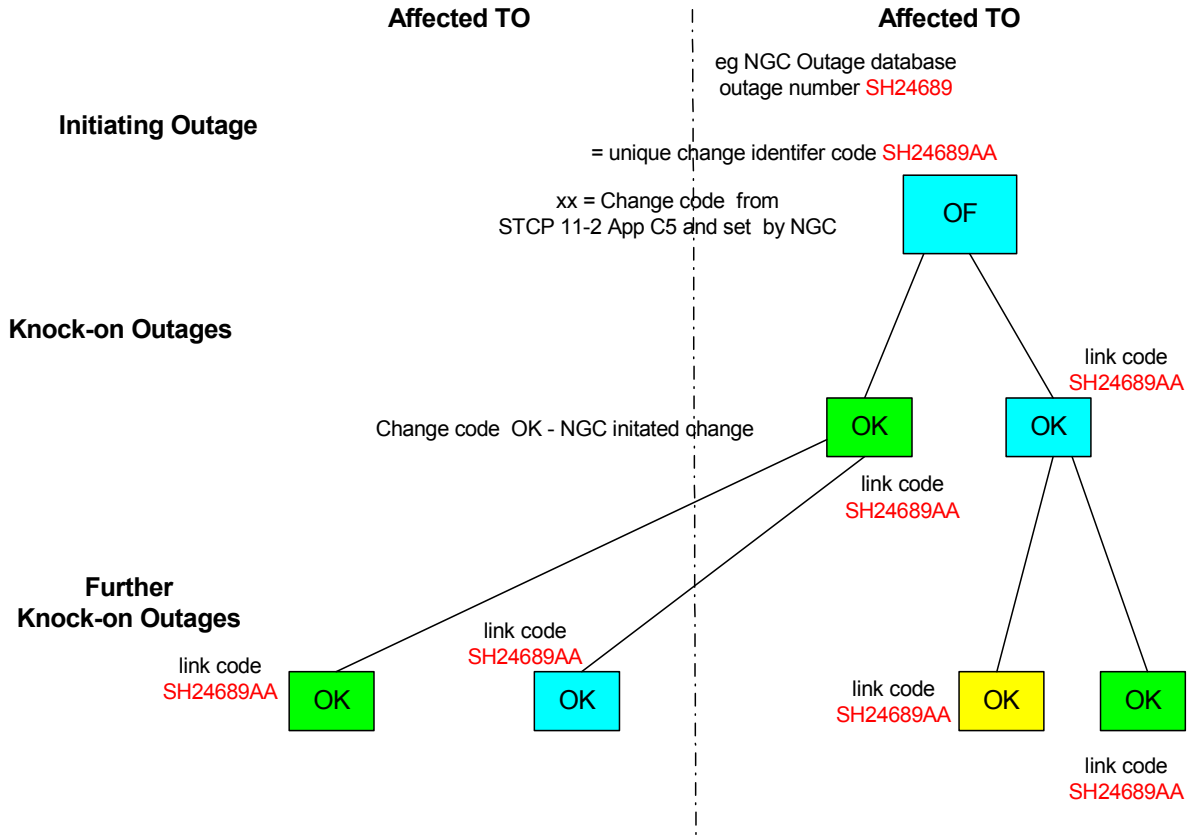 Affected TO
Affected TO
eg NGC Outage database
outage number SH24689
Initiating Outage
= unique change identifer code SH24689AA
xx = Change code from
STCP 11-2 App C5 and set by NGC
OF
Knock-on Outages
link code
SH24689AA
Change code OK - NGC initated change
OK
OK
link code
SH24689AA
Further
Knock-on Outages
link code
SH24689AA
OK
link code
SH24689AA
OK
link code
SH24689AA
OK
OK
link code
SH24689AA